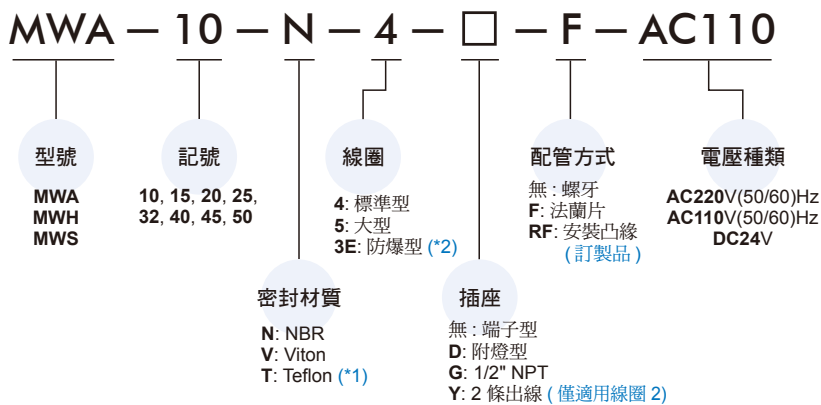 MWA — 10 — N — 4 — □ — F — AC110
型號
MWA
MWH
MWS
記號
10, 15, 20, 25,
32, 40, 45, 50
線圈
4: 標準型
5: 大型
3E: 防爆型 (*2)
配管方式
無 : 螺牙
F: 法蘭片
RF: 安裝凸緣
( 訂製品 )
電壓種類
AC220V(50/60)Hz
AC110V(50/60)Hz
DC24V
密封材質
N: NBR
V: Viton
T: Teflon (*1)
插座
無 : 端子型
D: 附燈型
G: 1/2" NPT
Y: 2 條出線 ( 僅適用線圈 2)